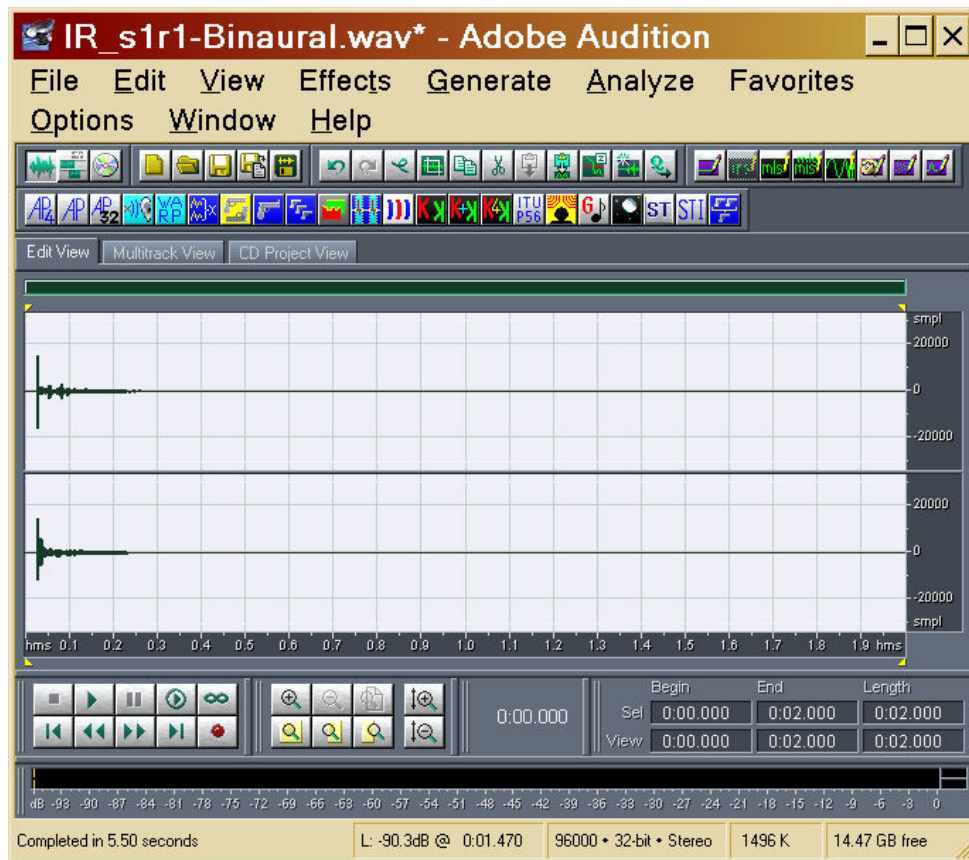 IR_s1r1-Binaural.wav* - Adobe Audition
File Edit View Effects Generate Analyze Favorites
Options Window Help
mls mls
AP4 AP AP32 WARP x K K4 ITU P56 6 ST STI
Edit View Multitrack View CD Project View
smpl
20000
0
-20000
20000
0
-20000
smpl
hms 0.1 0.2 0.3 0.4 0.5 0.6 0.7 0.8 0.9 1.0 1.1 1.2 1.3 1.4 1.5 1.6 1.7 1.8 1.9 hms
Begin End Length
0:00.000
Sel 0:00.000 0:02.000 0:02.000
View 0:00.000 0:02.000 0:02.000
dB -93 -90 -87 -84 -81 -78 -75 -72 -69 -66 -63 -60 -57 -54 -51 -48 -45 -42 -39 -36 -33 -30 -27 -24 -21 -18 -15 -12 -9 -6 -3 0
Completed in 5.50 seconds L: -90.3dB @ 0:01.470 96000 • 32-bit • Stereo 1496 K 14.47 GB free